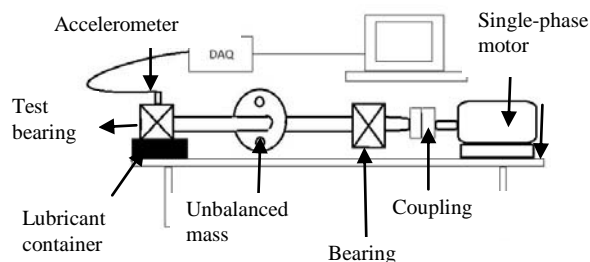 Accelerometer
DAQ
Single-phase
motor
Test
bearing
Lubricant
container
Unbalanced
mass
Bearing
Coupling